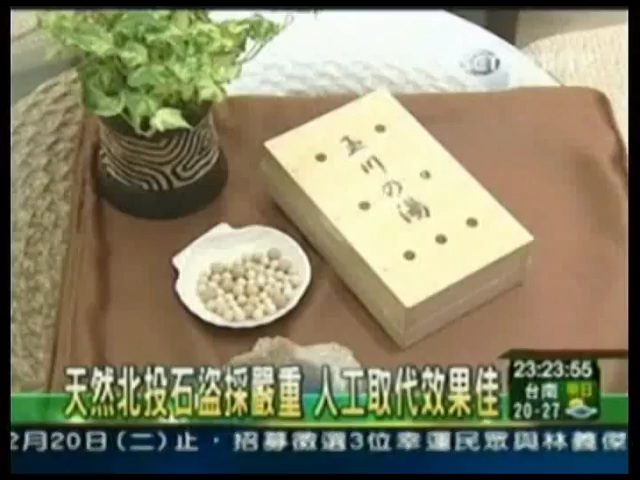 玉川の湯
天然北投石盜採嚴重 人工取代效果佳
23:23:55
台南 明日
20-27
2月20日(二)止，招募徵選3位幸運民眾與林義傑